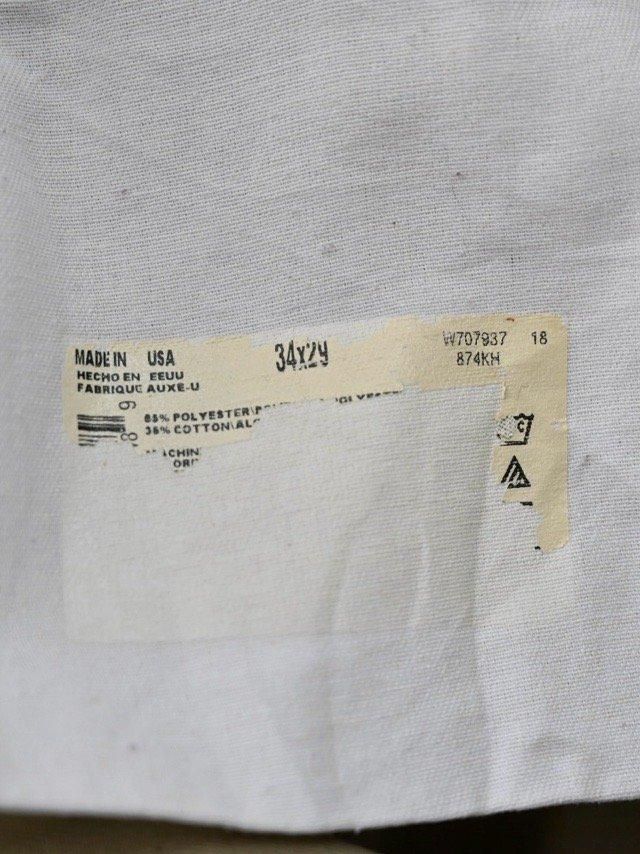 MADE IN USA
34x29
W707937 18
HECHO EN EEUU
874KH
FABRIQUE AUXE-U
65% POLYESTER\
35% COTTON\
C